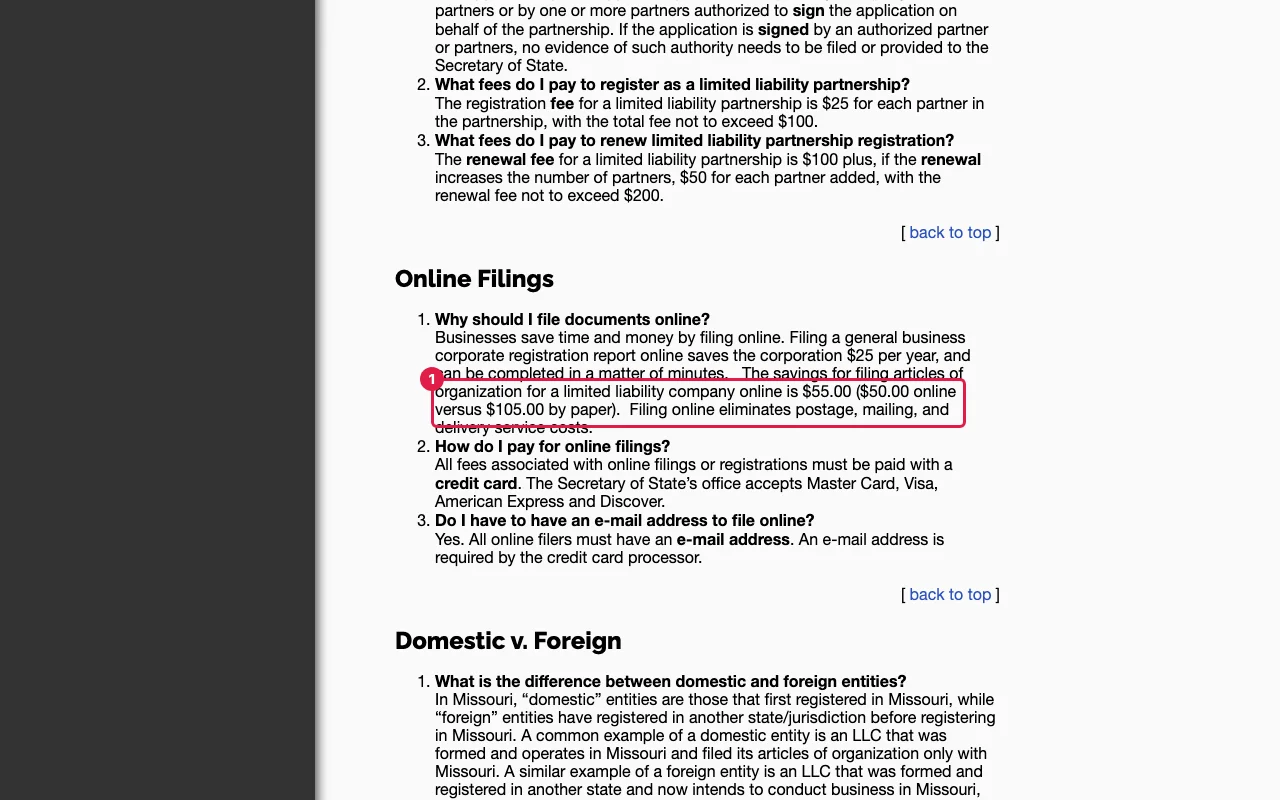 partners or by one or more partners authorized to sign the application on
behalf of the partnership. If the application is signed by an authorized partner
or partners, no evidence of such authority needs to be filed or provided to the
Secretary of State.
2. What fees do I pay to register as a limited liability partnership?
The registration fee for a limited liability partnership is $25 for each partner in
the partnership, with the total fee not to exceed $100.
3. What fees do I pay to renew limited liability partnership registration?
The renewal fee for a limited liability partnership is $100 plus, if the renewal
increases the number of partners, $50 for each partner added, with the
renewal fee not to exceed $200.
[ back to top ]
Online Filings
1. Why should I file documents online?
Businesses save time and money by filing online. Filing a general business
corporate registration report online saves the corporation $25 per year, and
can be completed in a matter of minutes. The savings for filing articles of
1
organization for a limited liability company online is $55.00 ($50.00 online
versus $105.00 by paper). Filing online eliminates postage, mailing, and
delivery service costs.
2. How do I pay for online filings?
All fees associated with online filings or registrations must be paid with a
credit card. The Secretary of State’s office accepts Master Card, Visa,
American Express and Discover.
3. Do I have to have an e-mail address to file online?
Yes. All online filers must have an e-mail address. An e-mail address is
required by the credit card processor.
[ back to top ]
Domestic v. Foreign
1. What is the difference between domestic and foreign entities?
In Missouri, “domestic” entities are those that first registered in Missouri, while
“foreign” entities have registered in another state/jurisdiction before registering
in Missouri. A common example of a domestic entity is an LLC that was
formed and operates in Missouri and filed its articles of organization only with
Missouri. A similar example of a foreign entity is an LLC that was formed and
registered in another state and now intends to conduct business in Missouri,